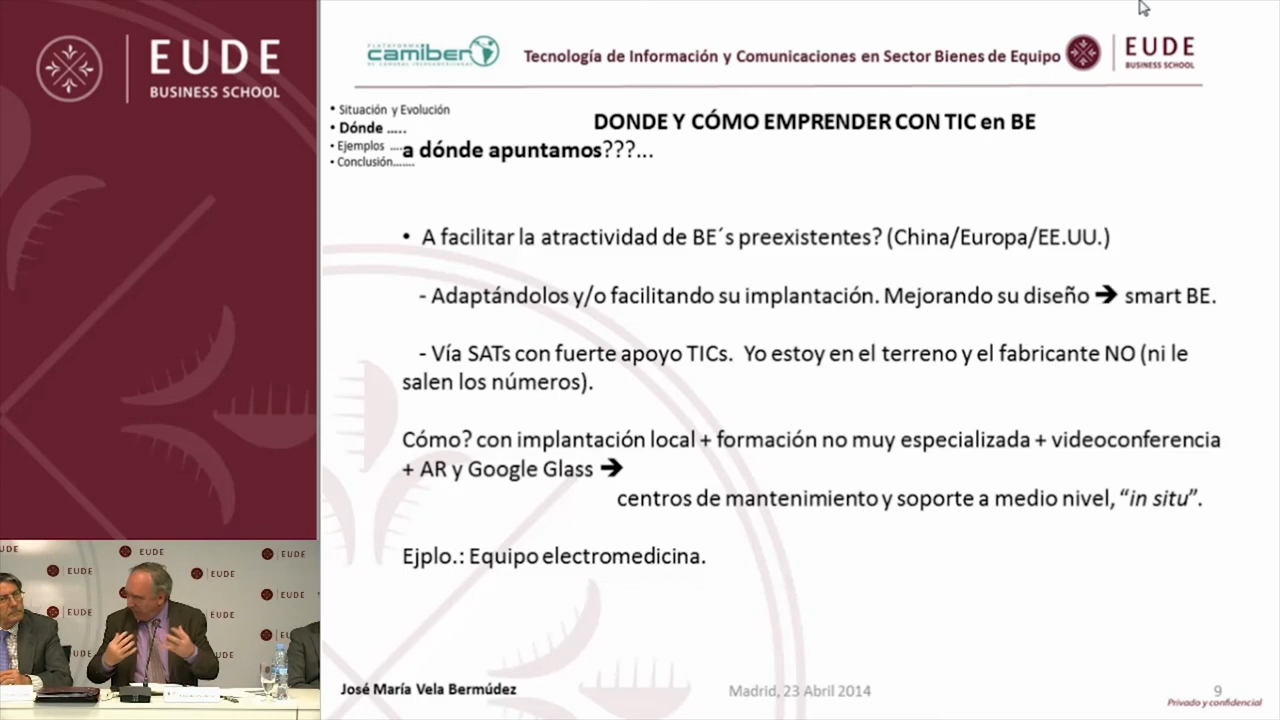 EUDE
BUSINESS SCHOOL
PLATAFORMA
camiber
DE CÁMARAS IBEROAMERICANAS
Tecnología de Información y Comunicaciones en Sector Bienes de Equipo
EUDE
BUSINESS SCHOOL
• Situación y Evolución
• Dónde …..
• Ejemplos ….
• Conclusión…….
DONDE Y CÓMO EMPRENDER CON TIC en BE
a dónde apuntamos???...
• A facilitar la atractividad de BE´s preexistentes? (China/Europa/EE.UU.)
- Adaptándolos y/o facilitando su implantación. Mejorando su diseño ➔ smart BE.
- Vía SATs con fuerte apoyo TICs. Yo estoy en el terreno y el fabricante NO (ni le
salen los números).
Cómo? con implantación local + formación no muy especializada + videoconferencia
+ AR y Google Glass ➔
centros de mantenimiento y soporte a medio nivel, “in situ”.
Ejplo.: Equipo electromedicina.
José María Vela Bermúdez
Madrid, 23 Abril 2014
9
Privado y confidencial
EUDE
EUDE
EUDE
EUDE
EUDE
EUDE
EUDE
EUDE